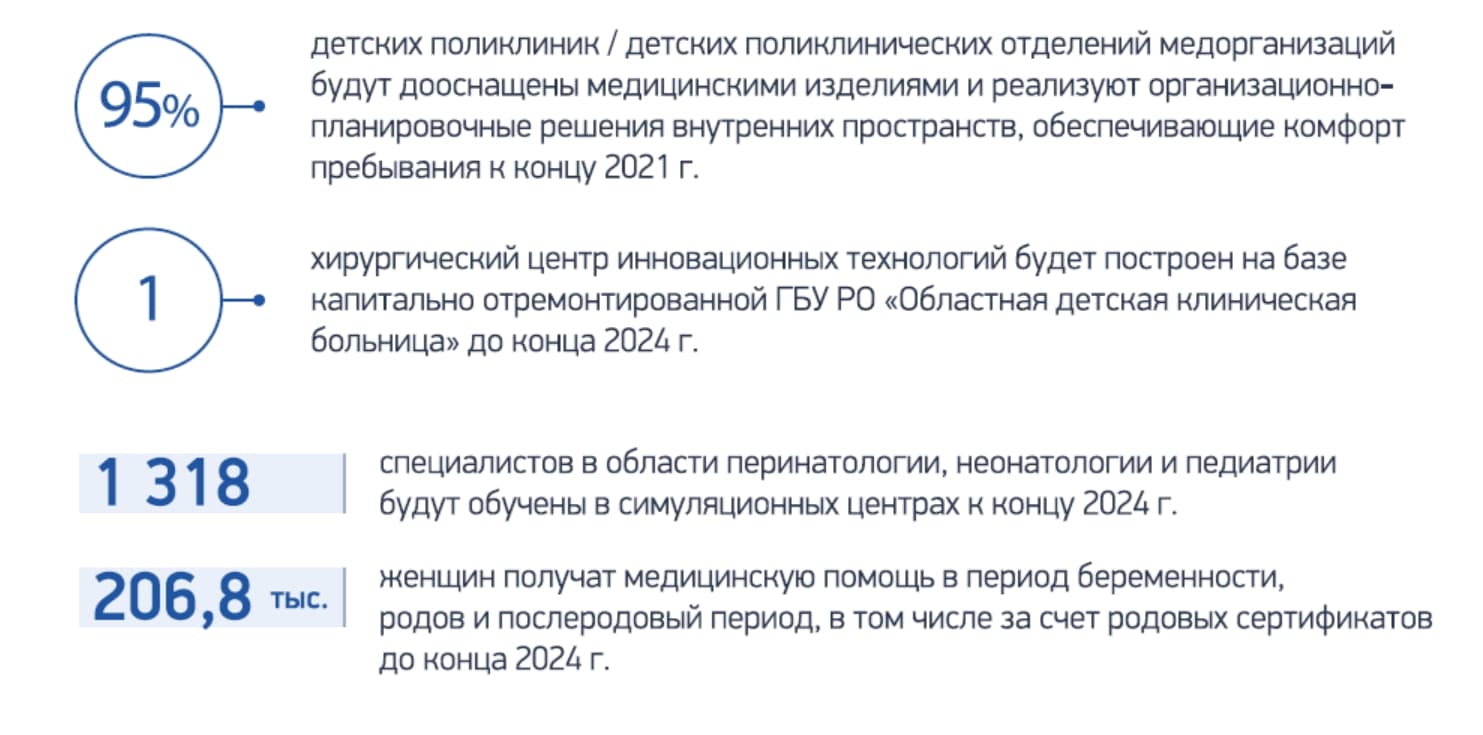 95%
детских поликлиник / детских поликлинических отделений медорганизаций
будут дооснащены медицинскими изделиями и реализуют организационно-
планировочные решения внутренних пространств, обеспечивающие комфорт
пребывания к концу 2021 г.
1
хирургический центр инновационных технологий будет построен на базе
капитально отремонтированной ГБУ РО «Областная детская клиническая
больница» до конца 2024 г.
1 318
специалистов в области перинатологии, неонатологии и педиатрии
будут обучены в симуляционных центрах к концу 2024 г.
206,8 тыс.
женщин получат медицинскую помощь в период беременности,
родов и послеродовый период, в том числе за счет родовых сертификатов
до конца 2024 г.